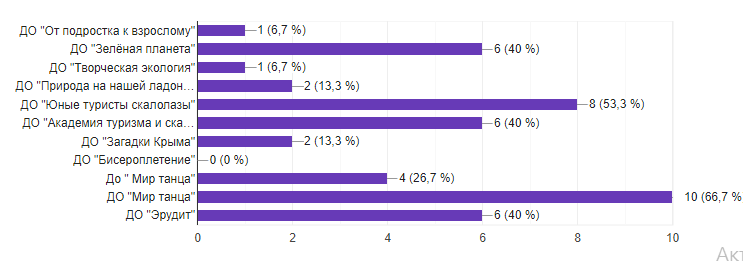 ДО "От подростка к взрослому" 1 (6,7 %)
ДО "Зелёная планета" 6 (40 %)
ДО "Творческая экология" 1 (6,7 %)
ДО "Природа на нашей ладон… 2 (13,3 %)
ДО "Юные туристы скалолазы" 8 (53,3 %)
ДО "Академия туризма и ска… 6 (40 %)
ДО "Загадки Крыма" 2 (13,3 %)
ДО "Бисероплетение" 0 (0 %)
До " Мир танца" 4 (26,7 %)
ДО "Мир танца" 10 (66,7 %
ДО "Эрудит" 6 (40 %)
0 2 4 6 8 10
Акт